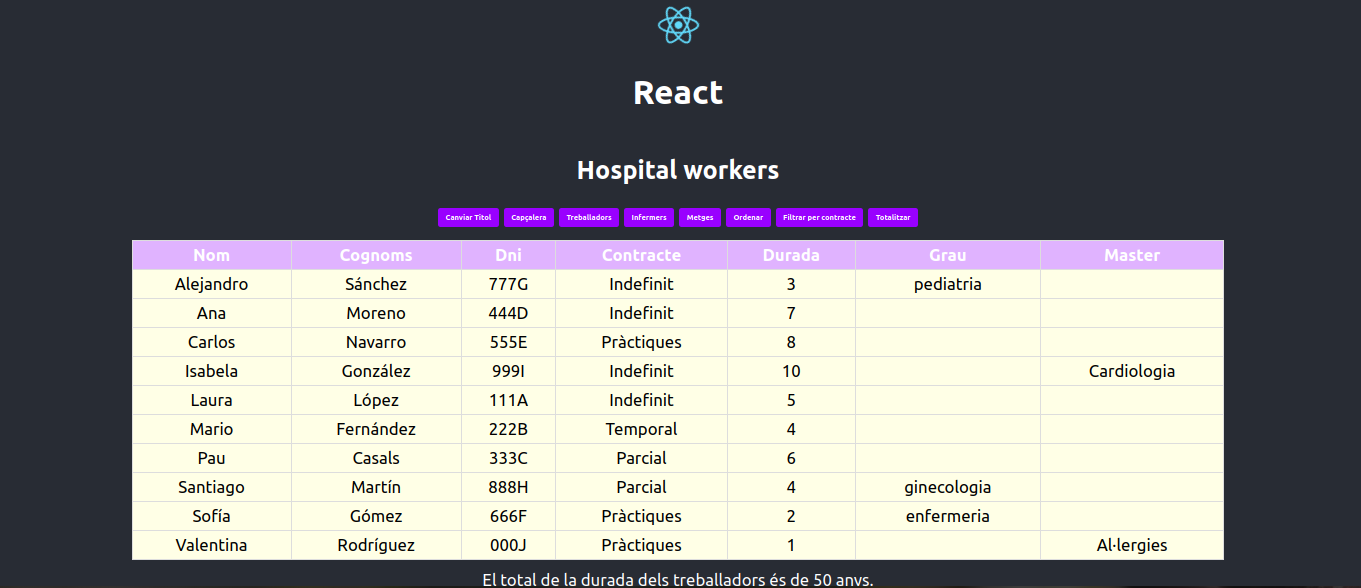 React
Hospital workers
Canviar Títol Capçalera Treballadors Infermers Metges Ordenar Filtrar per contracte Totalitzar
Nom Cognoms Dni Contracte Durada Grau Master
Alejandro Sánchez 777G Indefinit 3 pediatria
Ana Moreno 444D Indefinit 7
Carlos Navarro 555E Pràctiques 8
Isabela González 999I Indefinit 10 Cardiologia
Laura López 111A Indefinit 5
Mario Fernández 222B Temporal 4
Pau Casals 333C Parcial 6
Santiago Martín 888H Parcial 4 ginecologia
Sofía Gómez 666F Pràctiques 2 enfermeria
Valentina Rodríguez 000J Pràctiques 1 Al·lergies
El total de la durada dels treballadors és de 50 anys.